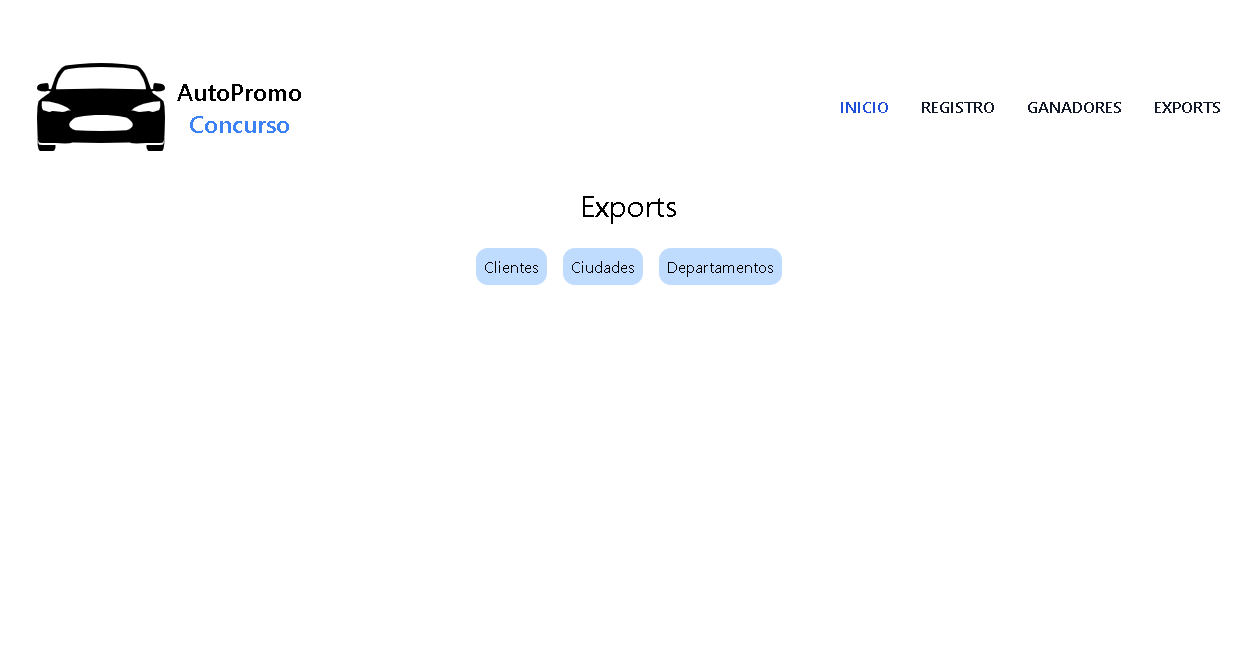 AutoPromo
Concurso
INICIO REGISTRO GANADORES EXPORTS
Exports
Clientes Ciudades Departamentos